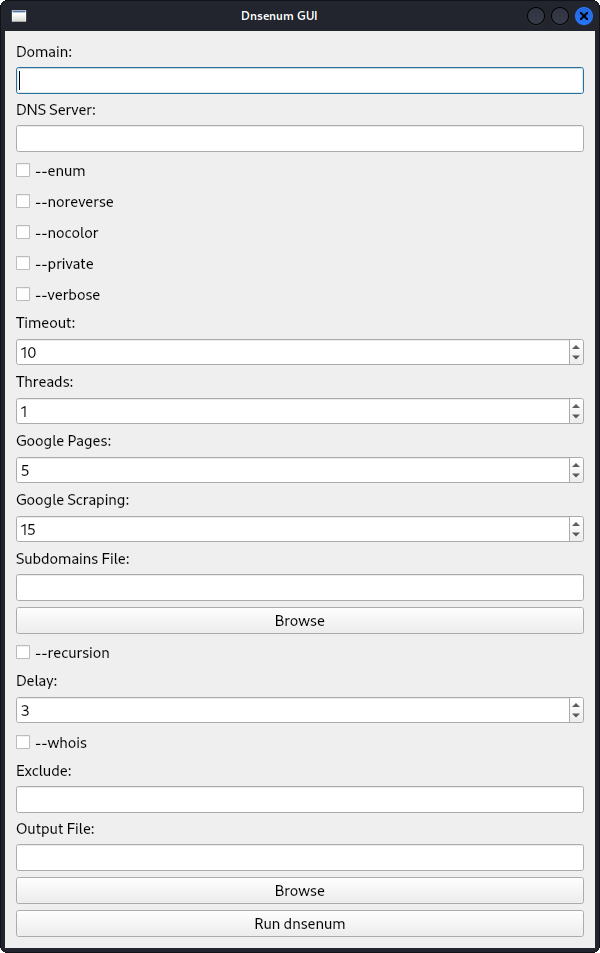 Dnsenum GUI
Domain:
DNS Server:
--enum
--noreverse
--nocolor
--private
--verbose
Timeout:
10
Threads:
1
Google Pages:
5
Google Scraping:
15
Subdomains File:
Browse
--recursion
Delay:
3
--whois
Exclude:
Output File:
Browse
Run dnsenum